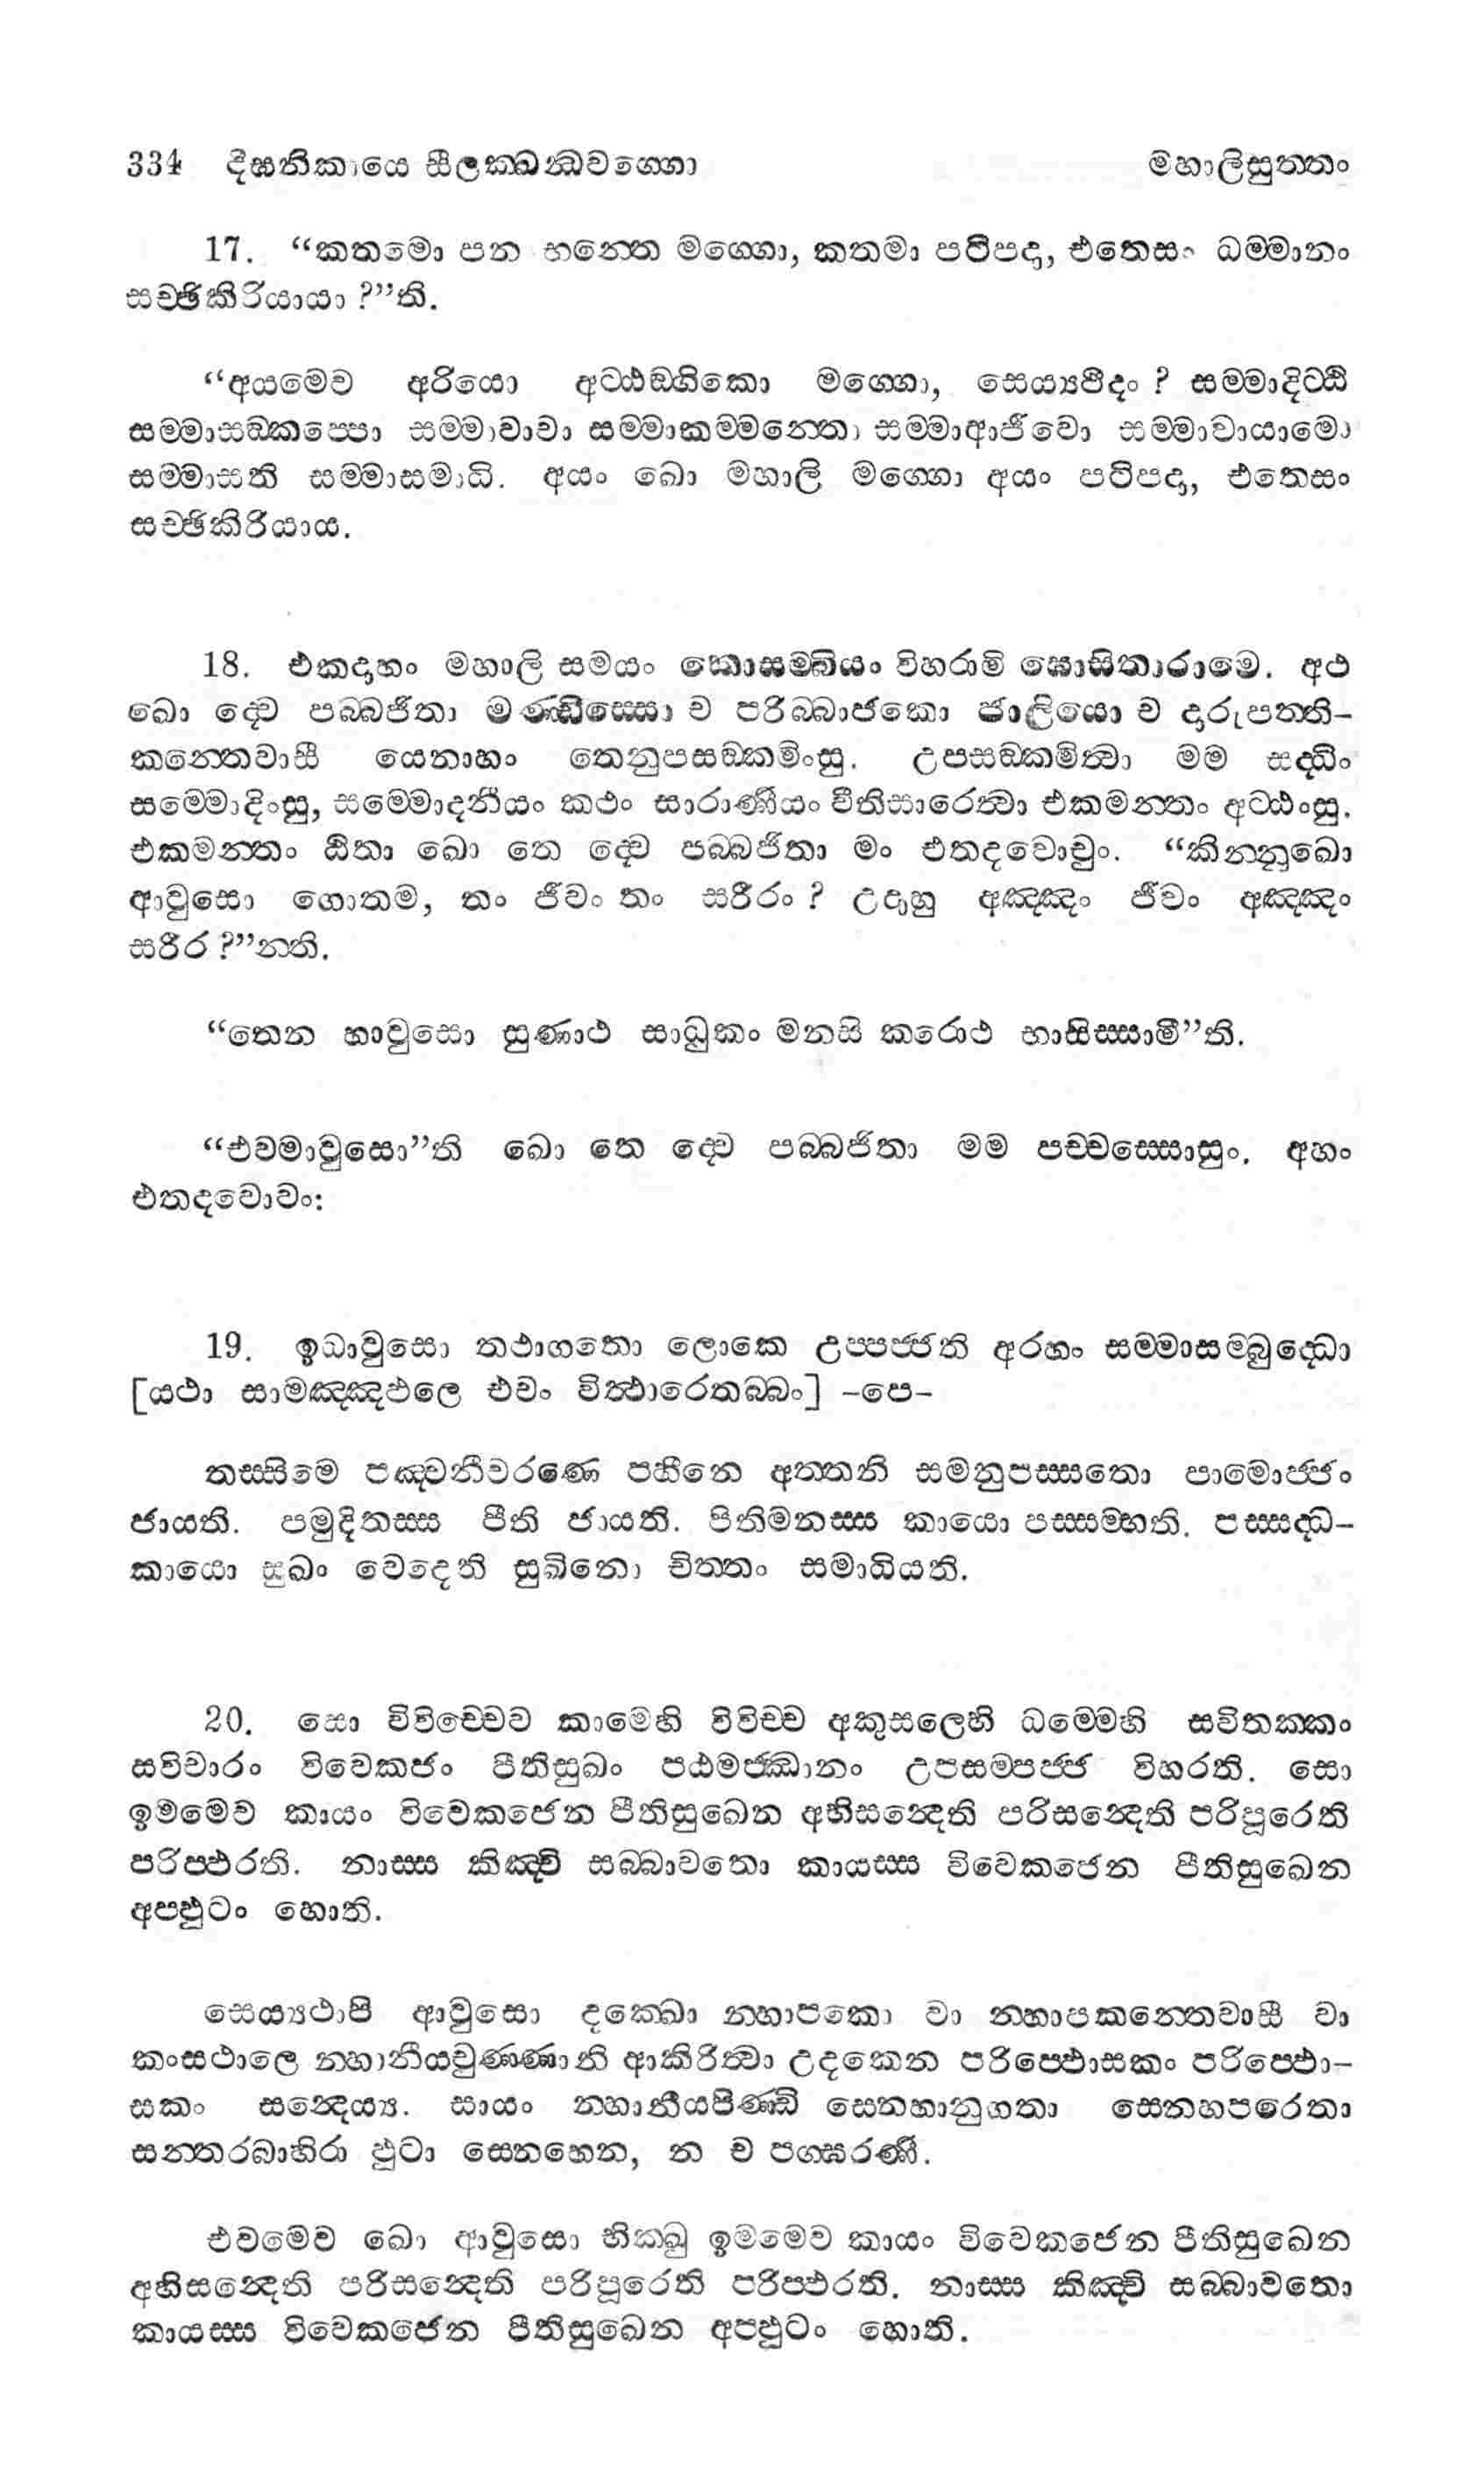 334 දීඝනිකායෙ සීලක්ඛන්ධවග්ගො මහාලිසුත්තං
17. “කතමො පන භන්තෙ මග්ගො, කතමා පටිපදා, එතෙසං ධම්මානං
සච්ඡිකිරියායා ?”ති.
“අයමෙව අරියො අට්ඨඞ්ගිකො මග්ගො, සෙය්‍යථීදං ? සම්මාදිට්ඨි
සම්මාසඞ්කප්පො සම්මාවාචා සම්මාකම්මන්තො සම්මාආජීවො සම්මාවායාමො
සම්මාසති සම්මාසමාධි. අයං ඛො මහාලි මග්ගො අයං පටිපදා, එතෙසං
සච්ඡිකිරියාය.
18. එකදාහං මහාලි සමයං කොසම්බියං විහරාමි ඝොසිතාරාමෙ. අථ
ඛො ද්වෙ පබ්බජිතා මණ්ඩිස්සො ච පරිබ්බාජකො ජාලියො ච දාරුපත්ති-
කන්තෙවාසී යෙනාහං තෙනුපසඞ්කමිංසු. උපසඞ්කමිත්වා මම සද්ධිං
සම්මොදිංසු, සම්මොදනීයං කථං සාරාණීයං වීතිසාරෙත්වා එකමන්තං අට්ඨංසු.
එකමන්තං ඨිතා ඛො තෙ ද්වෙ පබ්බජිතා මං එතදවොචුං. “කින්නුඛො
ආවුසො ගොතම, තං ජීවං තං සරීරං ? උදාහු අඤ්ඤං ජීවං අඤ්ඤං
සරීර ?”න්ති.
“තෙන හාවුසො සුණාථ සාධුකං මනසි කරොථ භාසිස්සාමී”ති.
“එවමාවුසො”ති ඛො තෙ ද්වෙ පබ්බජිතා මම පච්චස්සොසුං. අහං
එතදවොචං:
19. ඉධාවුසො තථාගතො ලොකෙ උප්පජ්ජති අරහං සම්මාසම්බුද්ධො
[යථා සාමඤ්ඤඵලෙ එවං විත්ථාරෙතබ්බං] -පෙ-
තස්සිමෙ පඤ්චනීවරණෙ පහීනෙ අත්තනි සමනුපස්සතො පාමොජ්ජං
ජායති. පමුදිතස්ස පීති ජායති. පිතිමනස්ස කායො පස්සම්භති. පස්සද්ධ-
කායො සුඛං වෙදෙති සුඛිනො චිත්තං සමාධියති.
20. සො විවිච්චෙව කාමෙහි විවිච්ච අකුසලෙහි ධම්මෙහි සවිතක්කං
සවිචාරං විවෙකජං පීතිසුඛං පඨමජ්ඣානං උපසම්පජ්ජ විහරති. සො
ඉමමෙව කායං විවෙකජෙන පීතිසුඛෙන අභිසන්දෙති පරිසන්දෙති පරිපූරෙති
පරිප්ඵරති. නාස්ස කිඤ්චි සබ්බාවතො කායස්ස විවෙකජෙන පීතිසුඛෙන
අපඵුටං හොති.
සෙය්‍යථාපි ආවුසො දක්ඛො නහාපකො වා නහාපකන්තෙවාසී වා
කංසථාලෙ නහානීයචුණ්ණානි ආකිරිත්වා උදකෙන පරිප්ඵොසකං පරිප්ඵො-
සකං සන්දෙය්‍ය. සායං නහානීයපිණ්ඩි සෙනහානුගතා සෙනහපරෙතා
සන්තරබාහිරා ඵුටා සෙනහෙන, න ච පග්ඝරණී.
එවමෙව ඛො ආවුසො භික්ඛු ඉමමෙව කායං විවෙකජෙන පීතිසුඛෙන
අභිසන්දෙති පරිසන්දෙති පරිපූරෙති පරිප්ඵරති. නාස්ස කිඤ්චි සබ්බාවතො
කායස්ස විවෙකජෙන පීතිසුඛෙන අපඵුටං හොති.